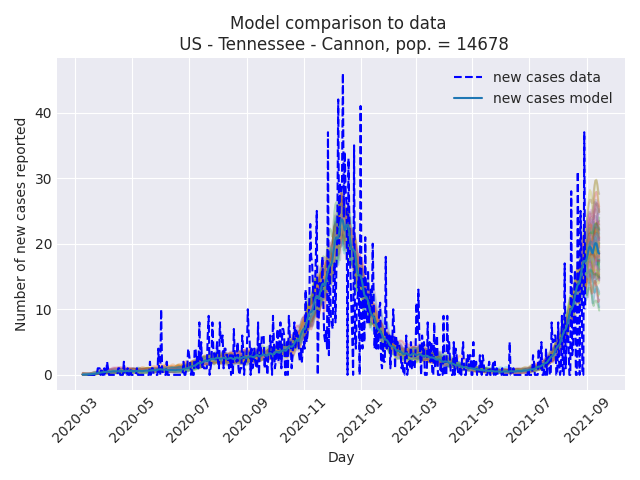 Model comparison to data
US - Tennessee - Cannon, pop. = 14678
new cases data
new cases model
Number of new cases reported
40
30
20
10
0
2020-03
2020-05
2020-07
2020-09
2020-11
2021-01
2021-03
2021-05
2021-07
2021-09
Day